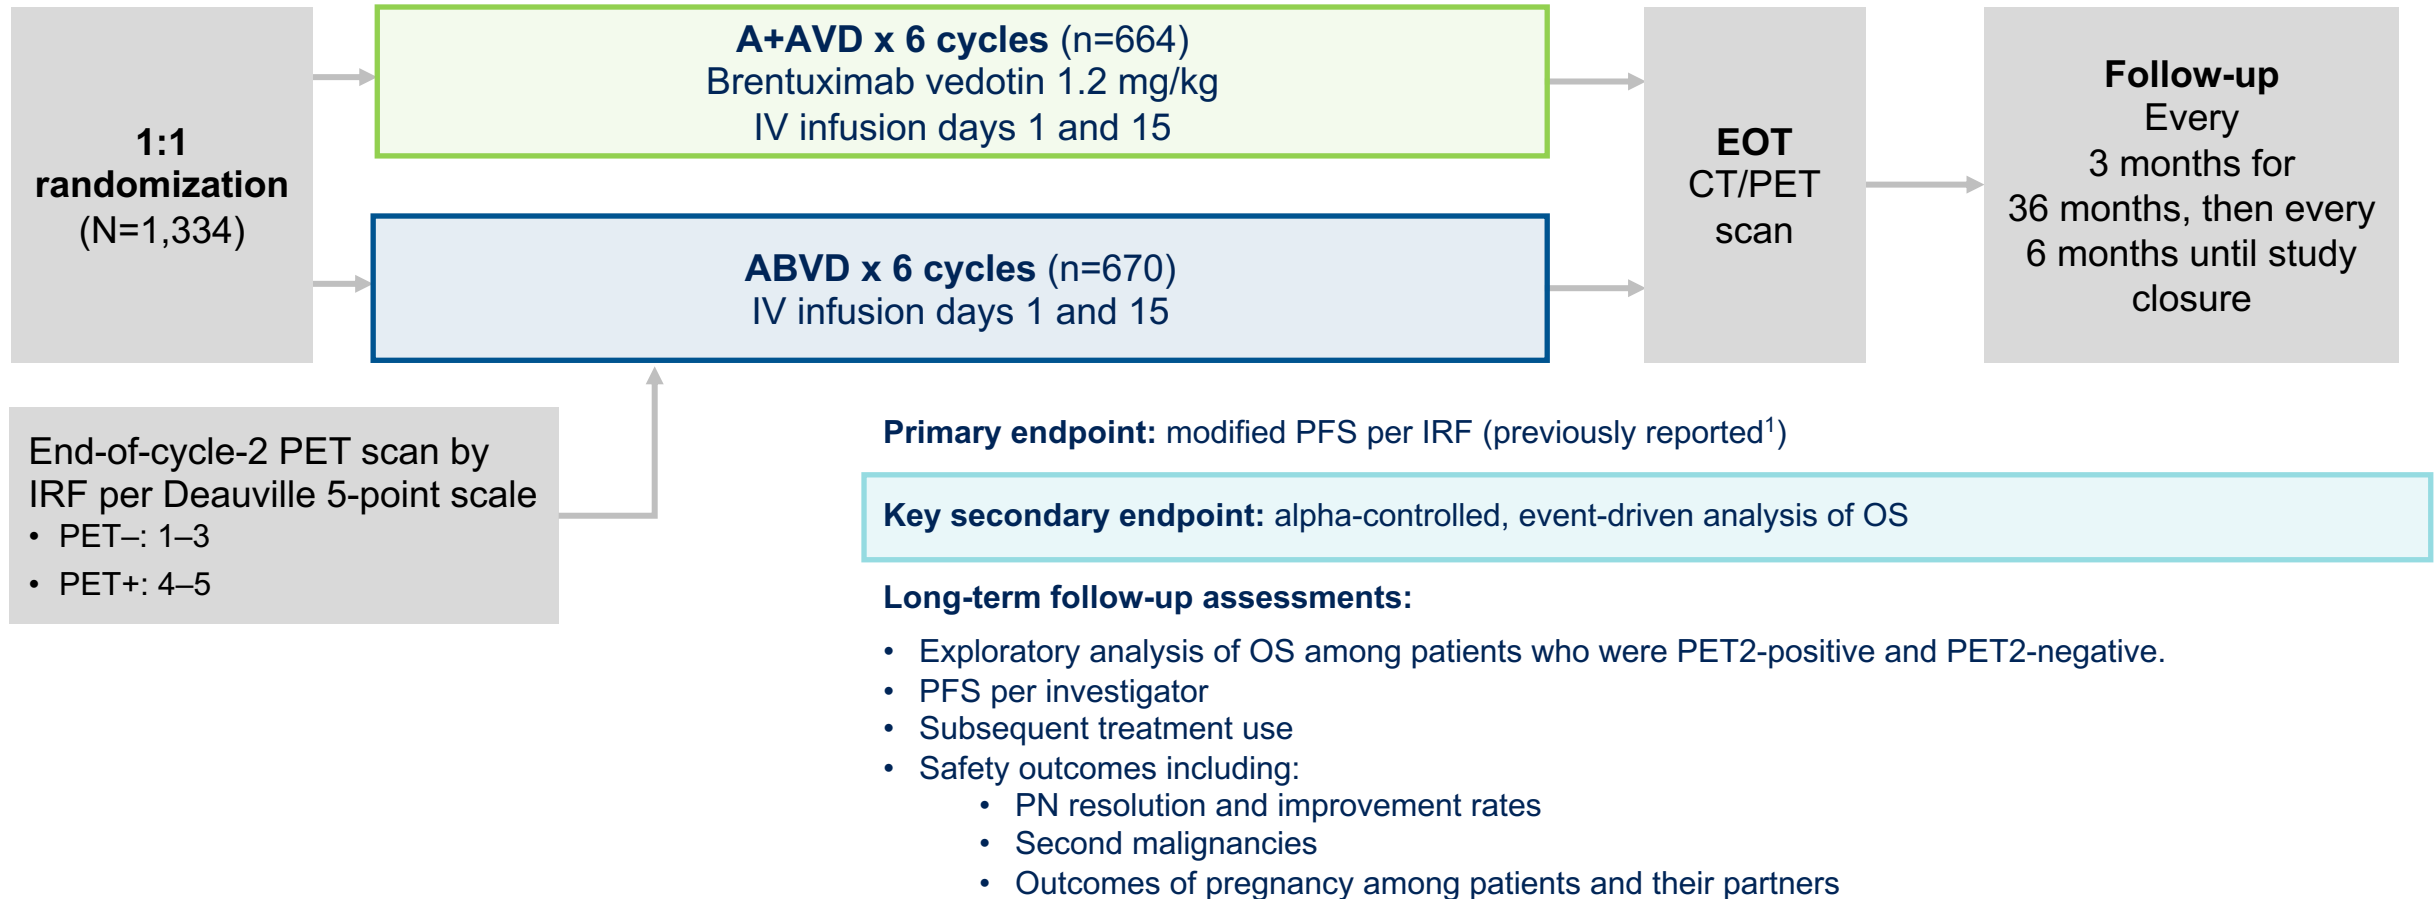 1:1
randomization
(N=1,334)
A+AVD x 6 cycles (n=664)
Brentuximab vedotin 1.2 mg/kg
IV infusion days 1 and 15
ABVD x 6 cycles (n=670)
IV infusion days 1 and 15
EOT
CT/PET
scan
Follow-up
Every
3 months for
36 months, then every
6 months until study
closure
End-of-cycle-2 PET scan by
IRF per Deauville 5-point scale
• PET–: 1–3
• PET+: 4–5
Primary endpoint: modified PFS per IRF (previously reported¹)
Key secondary endpoint: alpha-controlled, event-driven analysis of OS
Long-term follow-up assessments:
• Exploratory analysis of OS among patients who were PET2-positive and PET2-negative.
• PFS per investigator
• Subsequent treatment use
• Safety outcomes including:
• PN resolution and improvement rates
• Second malignancies
• Outcomes of pregnancy among patients and their partners